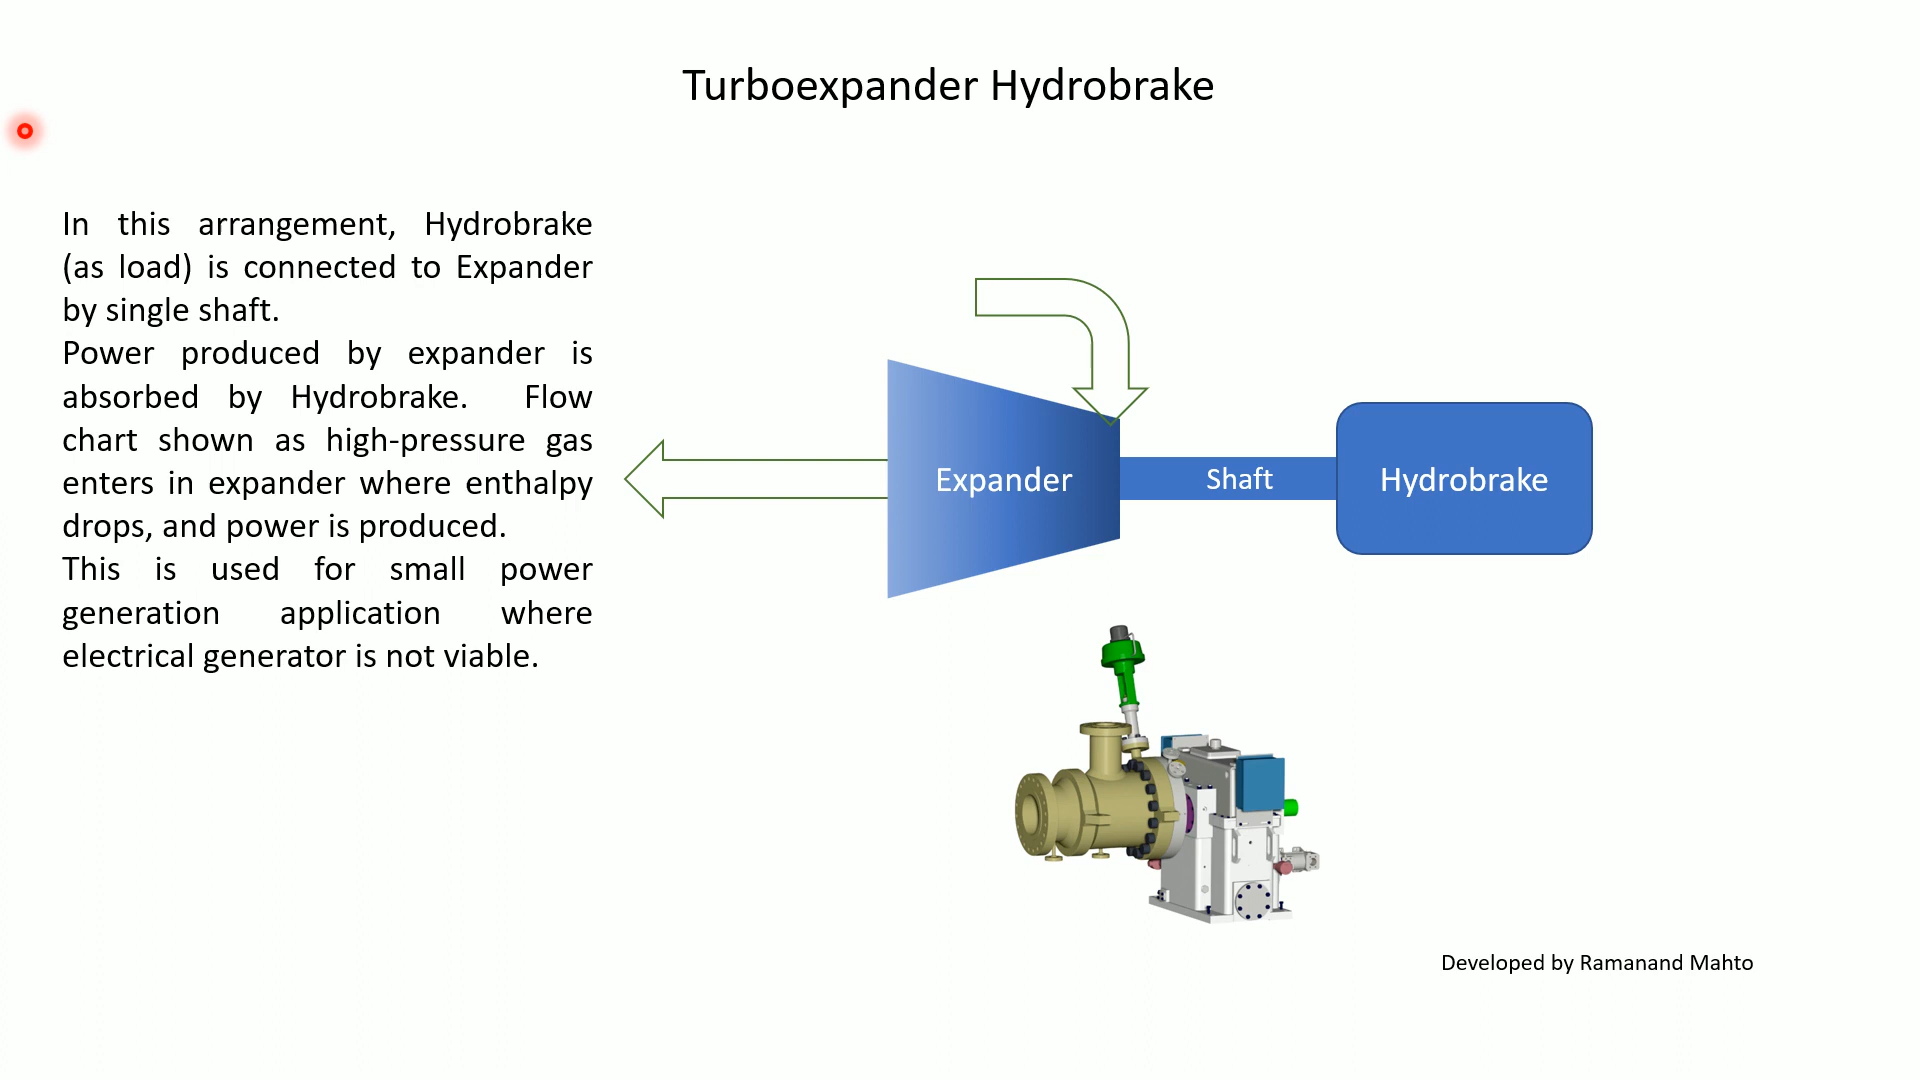 Turboexpander Hydrobrake
In this arrangement, Hydrobrake
(as load) is connected to Expander
by single shaft.
Power produced by expander is
absorbed by Hydrobrake. Flow
chart shown as high-pressure gas
enters in expander where enthalpy
drops, and power is produced.
This is used for small power
generation application where
electrical generator is not viable.
Expander
Shaft
Hydrobrake
Developed by Ramanand Mahto